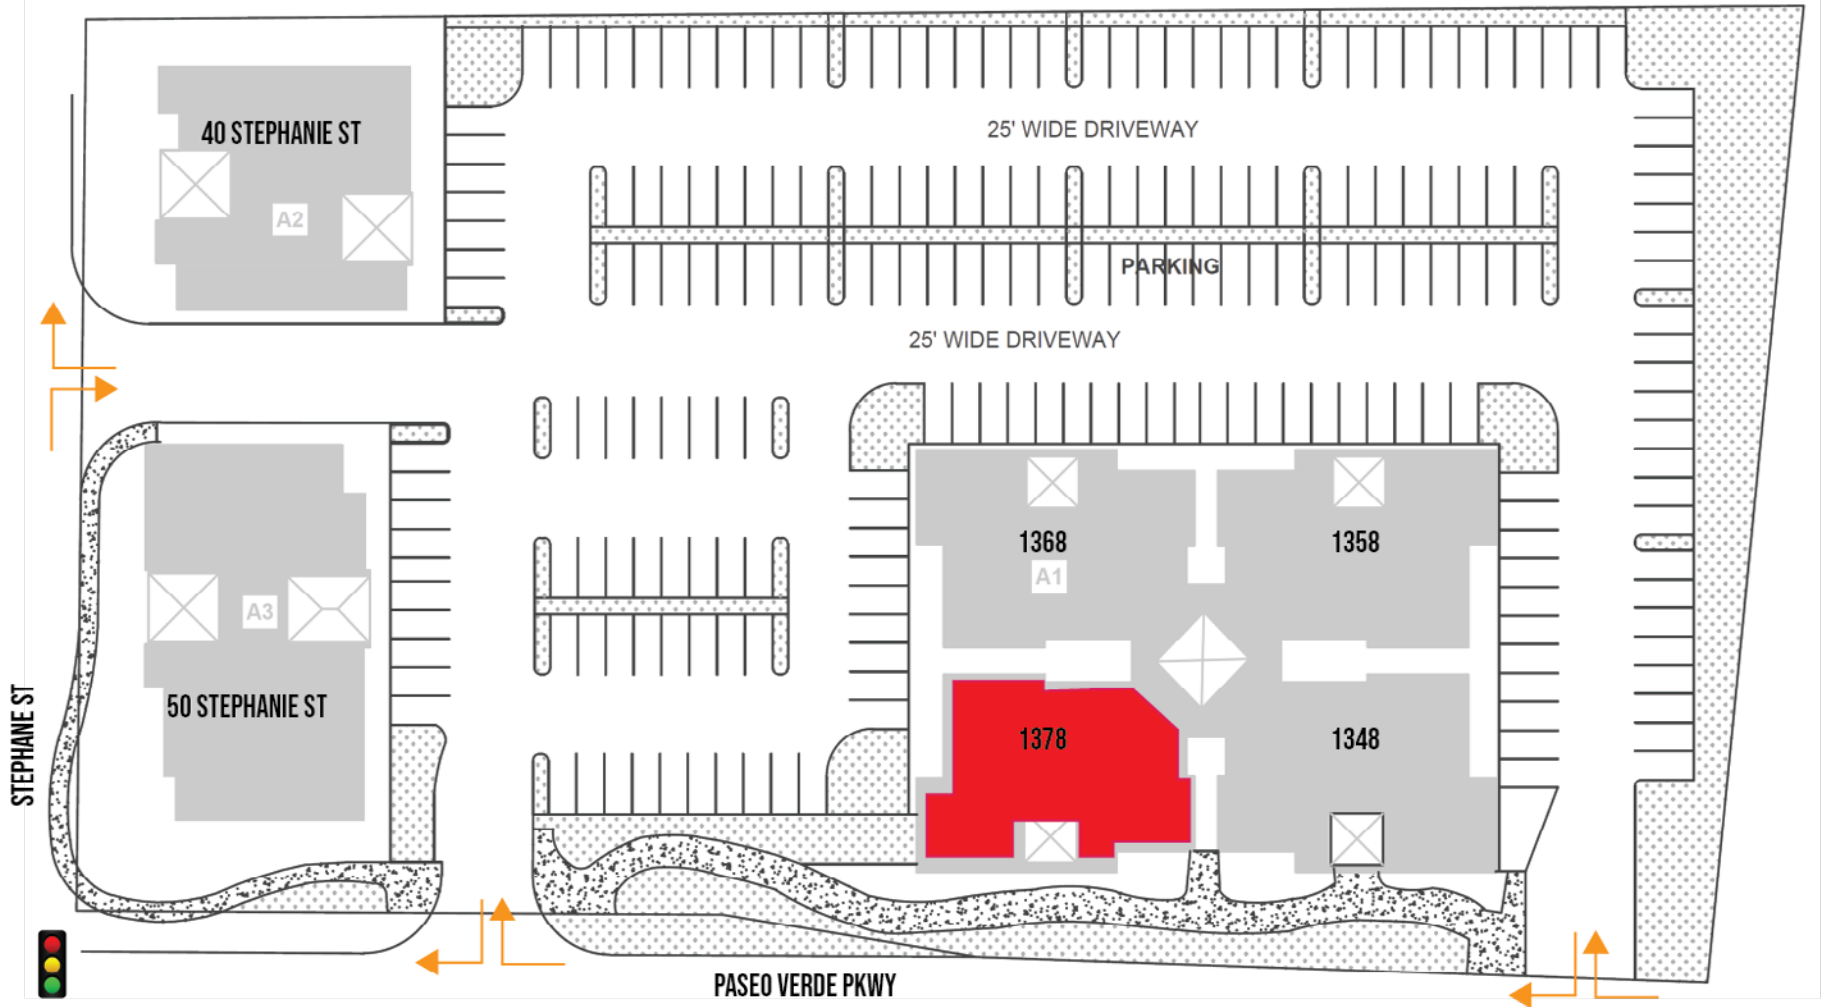 25' WIDE DRIVEWAY
40 STEPHANIE ST
A2
PARKING
25' WIDE DRIVEWAY
1368
1358
A1
A3
50 STEPHANIE ST
1378
1348
STEPHANE ST
PASEO VERDE PKWY